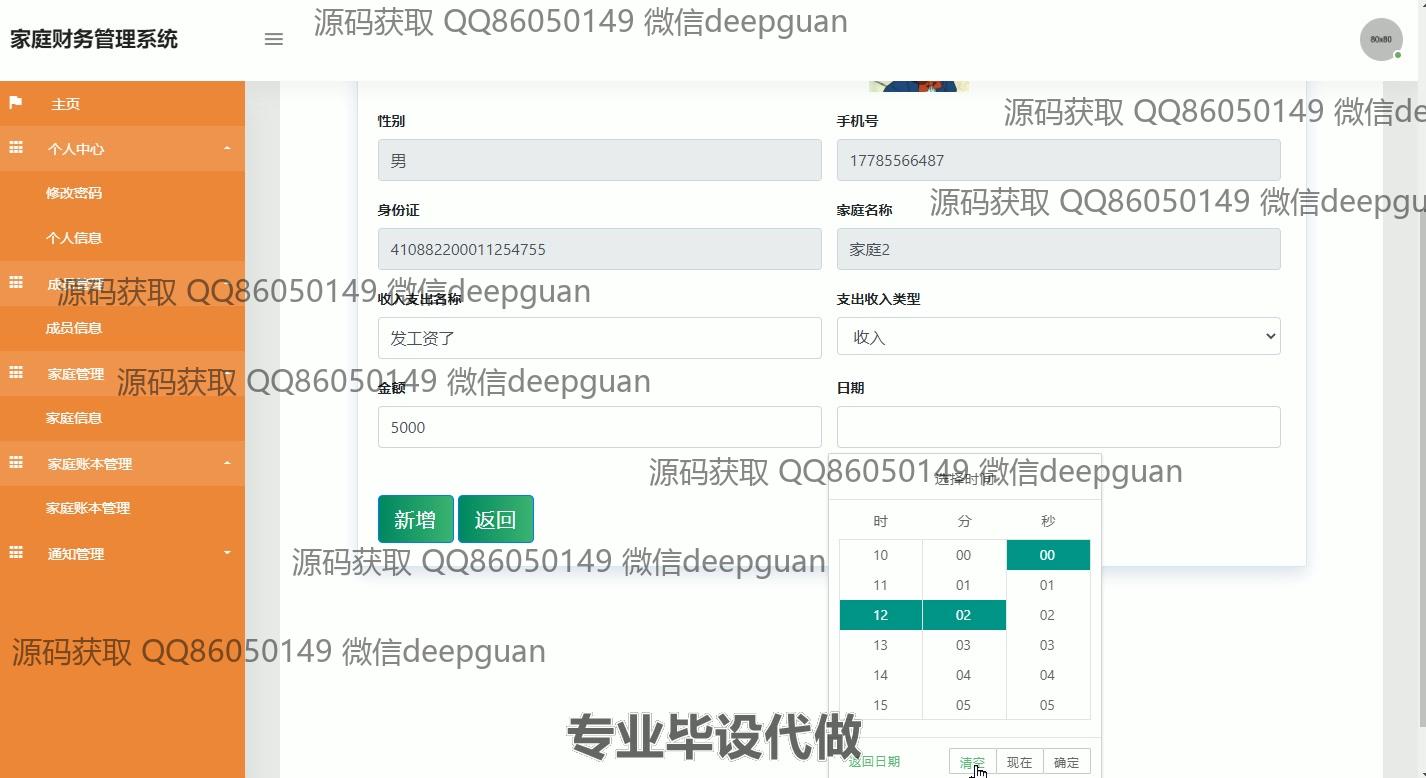 源码获取 QQ86050149 微信deepguan
家庭财务管理系统
80x80
主页
源码获取 QQ86050149 微信de
性别
手机号
个人中心
男
17785566487
修改密码
源码获取 QQ86050149 微信deepgu
身份证
家庭名称
个人信息
410882200011254755
家庭2
成员管理
源码获取 QQ86050149 微信deepguan
收入支出名称
支出收入类型
成员信息
发工资了
收入
家庭管理
源码获取 QQ86050149 微信deepguan
金额
日期
家庭信息
5000
家庭账本管理
源码获取 QQ86050149 微信deepguan
选择时间
家庭账本管理
新增 返回
时 分 秒
通知管理
源码获取 QQ86050149 微信deepguan
10 00 00
11 01 01
12 02 02
13 03 03
源码获取 QQ86050149 微信deepguan
14 04 04
15 05 05
专业毕设代做
返回日期 清空 现在 确定